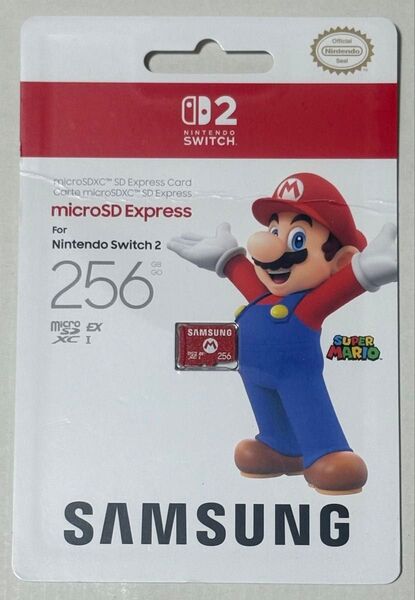 Official
Nintendo
Seal
2
NINTENDO
SWITCH
microSDXC™ SD Express Card
Carte microSDXC™ SD Express
microSD Express
For
Nintendo Switch 2
256 GB
GO
micro
SD EX
XC I
SAMSUNG
M
256
M
SUPER
MARIO
SAMSUNG